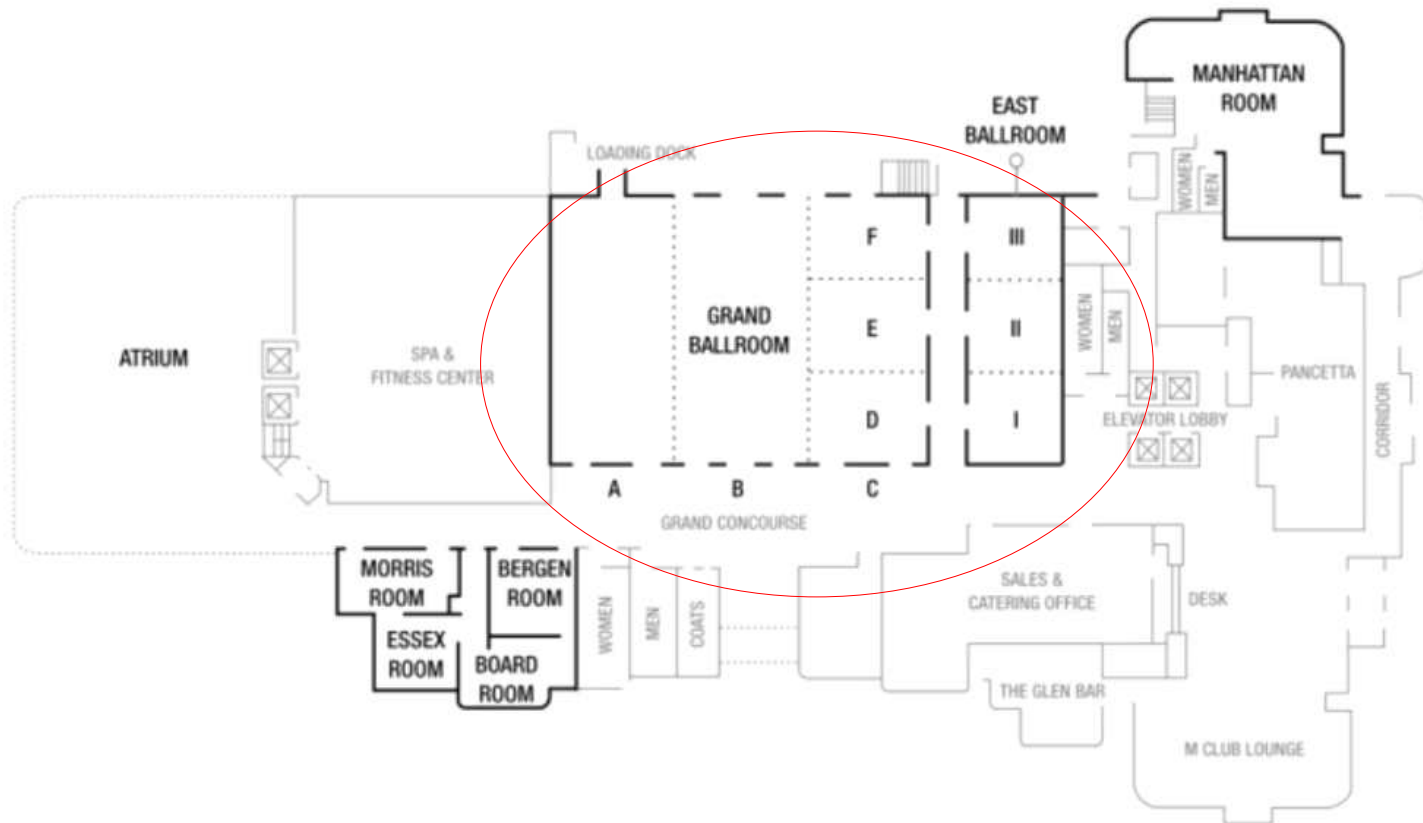 MANHATTAN
ROOM
EAST
BALLROOM
LOADING DOCK
WOMEN
MEN
F
III
GRAND
BALLROOM
E
II
WOMEN
MEN
ATRIUM
SPA &
FITNESS CENTER
PANCETTA
D
I
ELEVATOR LOBBY
CORRIDOR
A
B
C
GRAND CONCOURSE
MORRIS
ROOM
BERGEN
ROOM
WOMEN
MEN
COATS
SALES &
CATERING OFFICE
DESK
ESSEX
ROOM
BOARD
ROOM
THE GLEN BAR
M CLUB LOUNGE